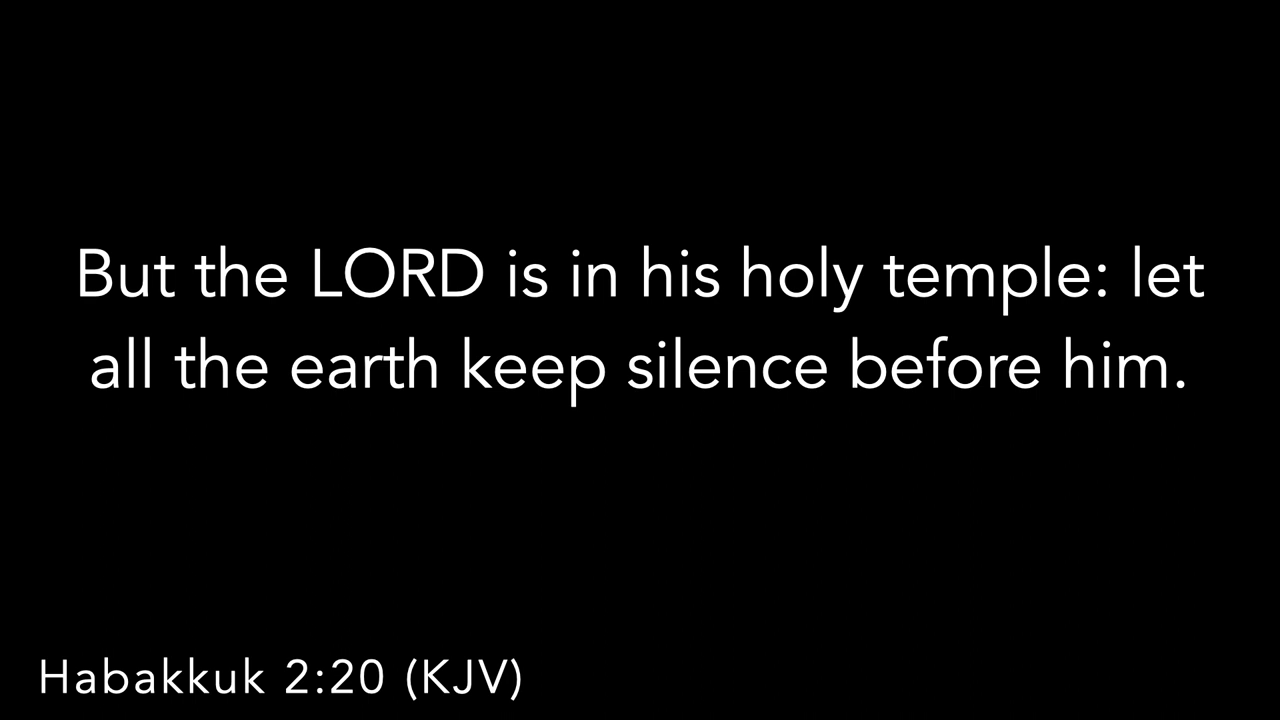 But the LORD is in his holy temple: let
all the earth keep silence before him.
Habakkuk 2:20 (KJV)